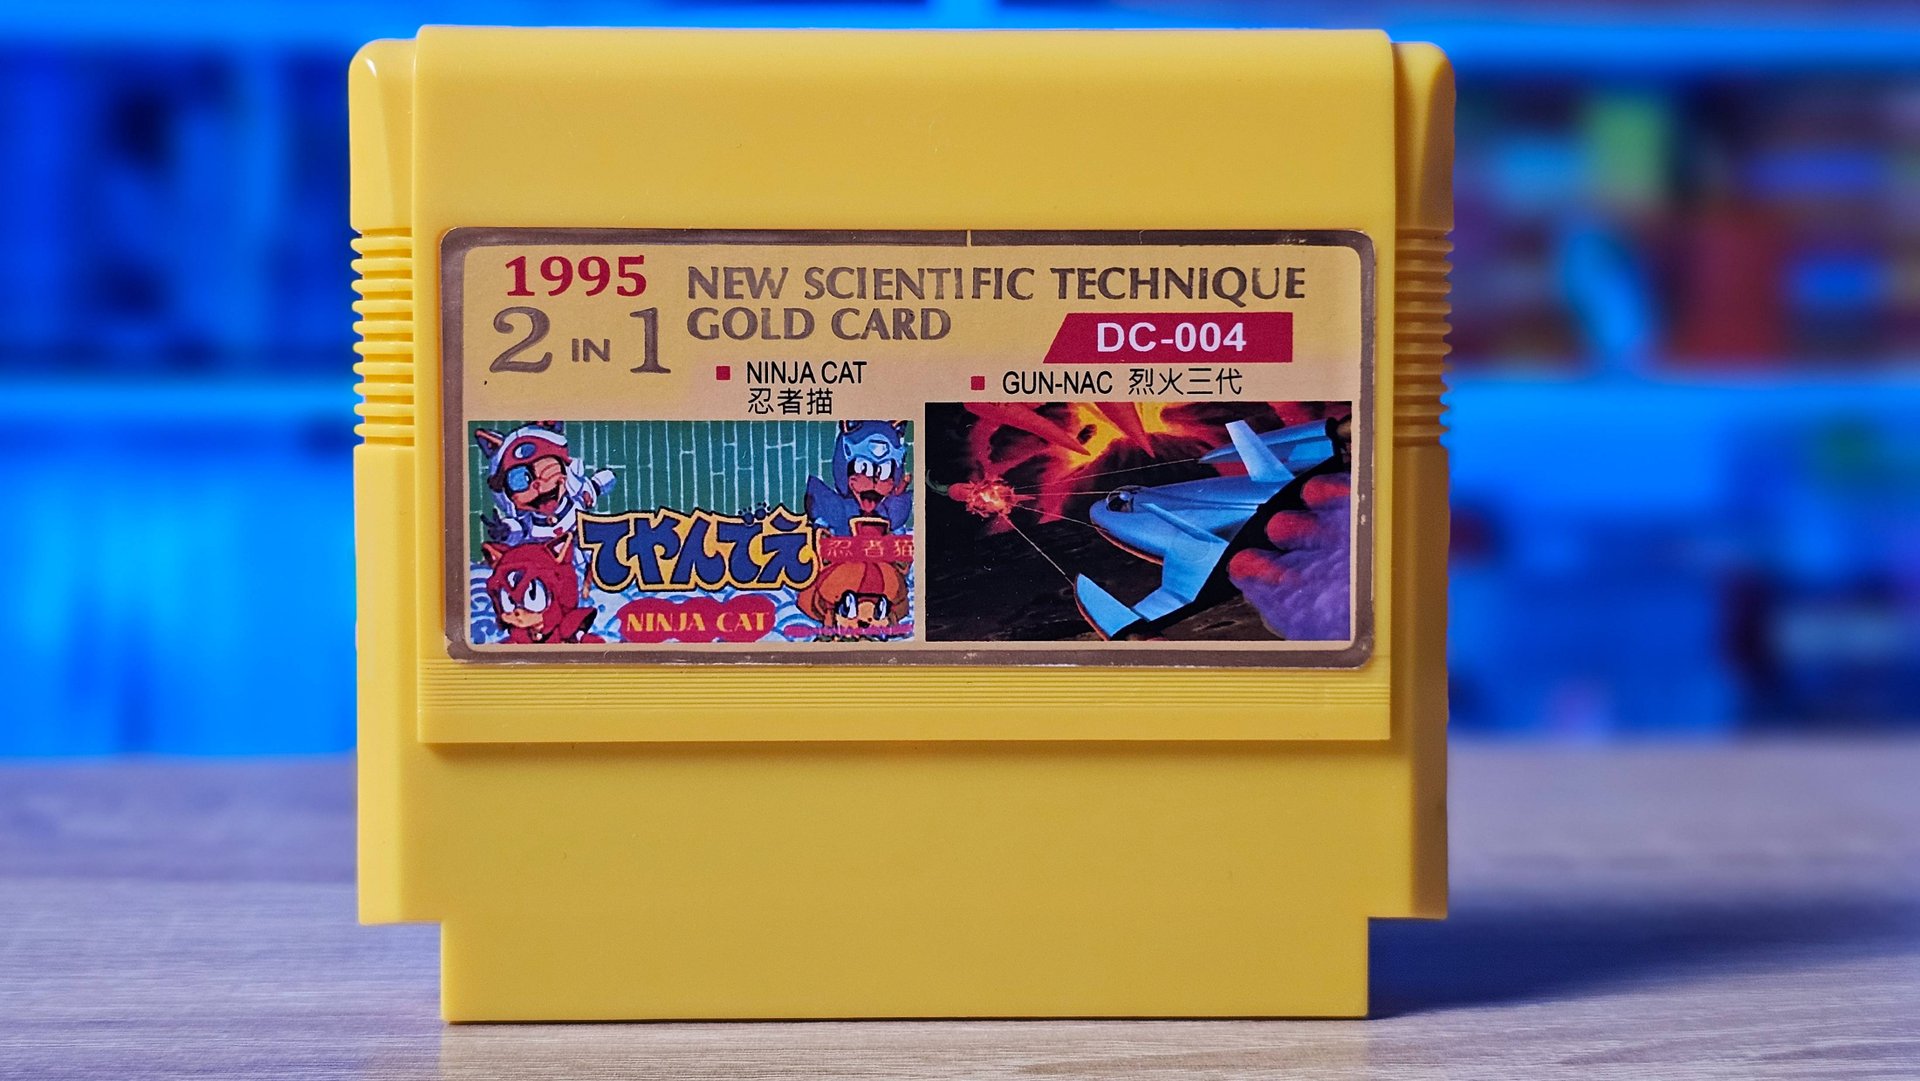 1995
2 IN 1
NEW SCIENTIFIC TECHNIQUE
GOLD CARD
DC-004
NINJA CAT
忍者描
GUN-NAC 烈火三代
てやんでえ
忍者猫
NINJA CAT